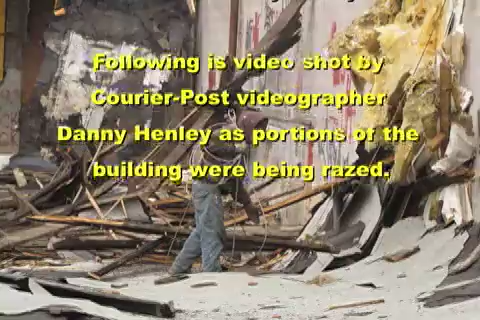 Following is video shot by
Courier-Post videographer
Danny Henley as portions of the
building were being razed.